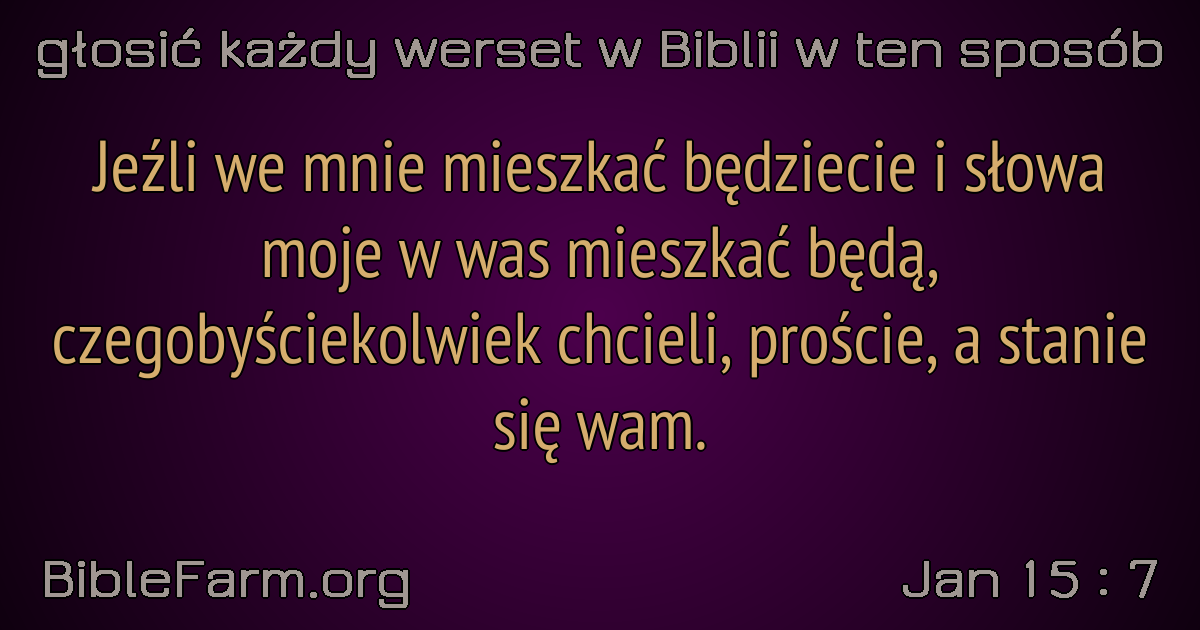 głosić każdy werset w Biblii w ten sposób
Jeźli we mnie mieszkać będziecie i słowa
moje w was mieszkać będą,
czegobyściekolwiek chcieli, proście, a stanie
się wam.
BibleFarm.org
Jan 15 : 7